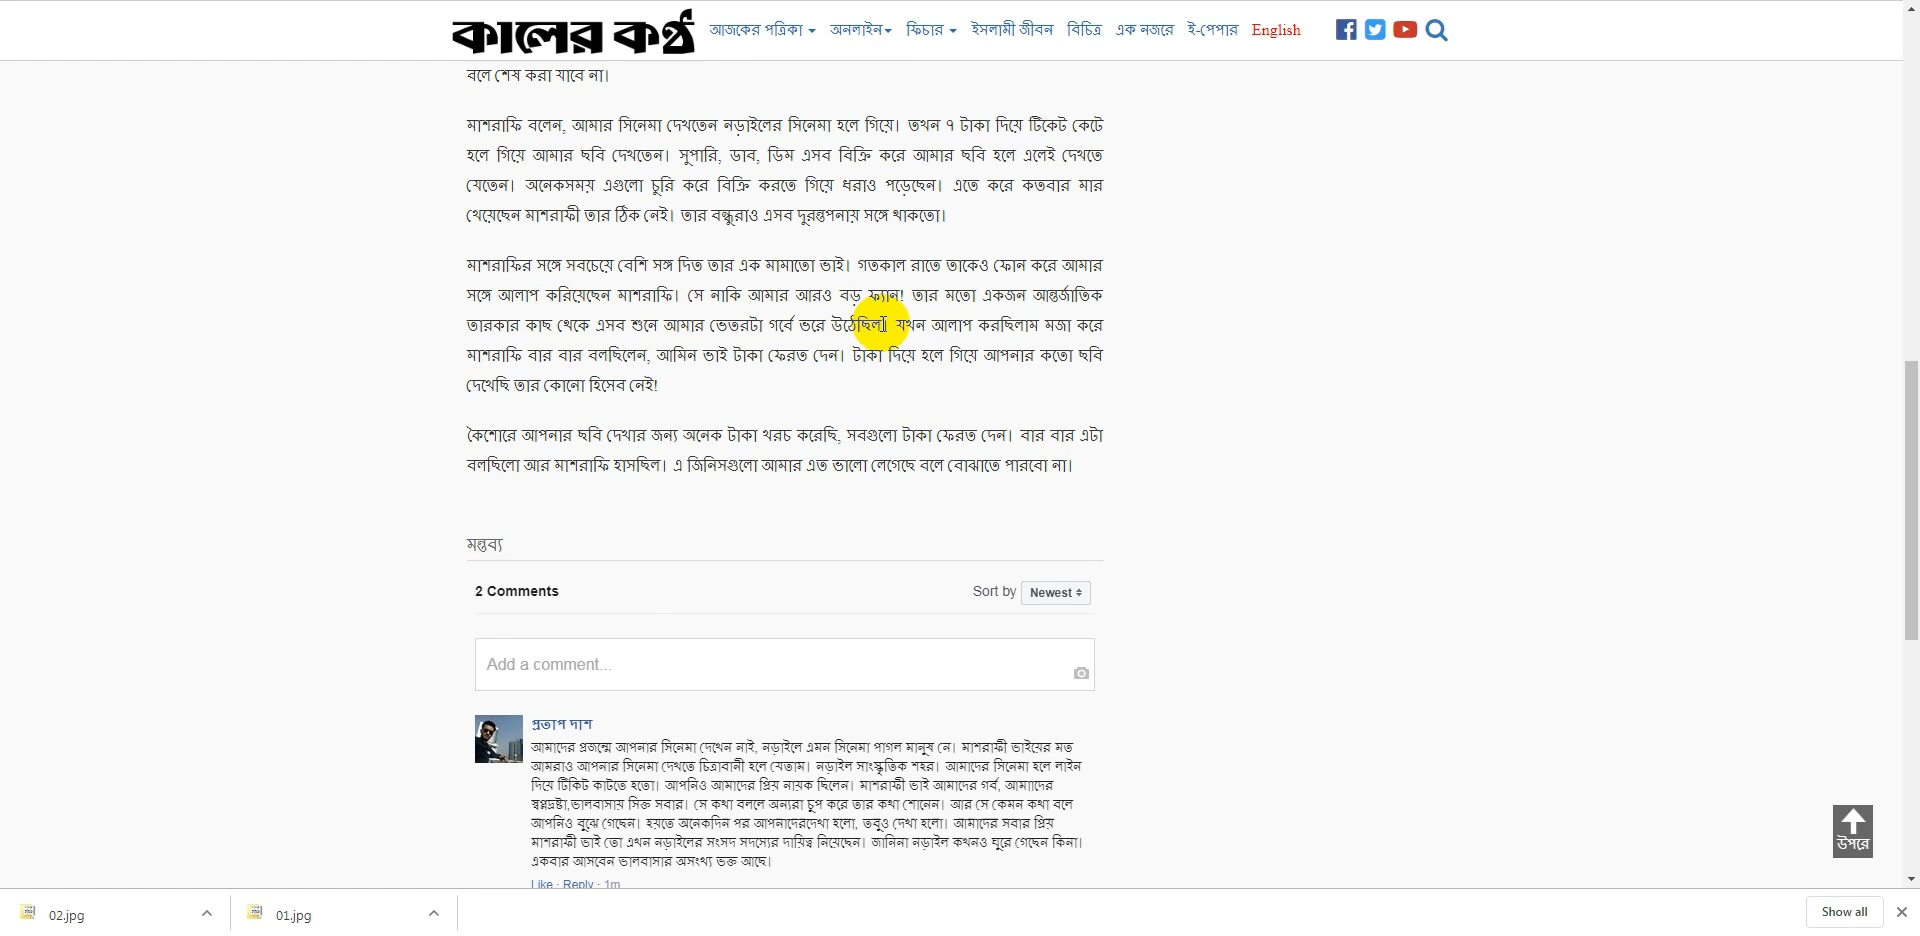 কালের কণ্ঠ আজকের পত্রিকা অনলাইন ফিচার ইসলামী জীবন বিচিত্র এক নজরে ই-পেপার English
বলে শেষ করা যাবে না।
মাশরাফি বলেন, আমার সিনেমা দেখতেন নড়াইলের সিনেমা হলে গিয়ে। তখন ৭ টাকা দিয়ে টিকেট কেটে
হলে গিয়ে আমার ছবি দেখতেন। সুপারি, ডাব, ডিম এসব বিক্রি করে আমার ছবি হলে এলেই দেখতে
যেতেন। অনেকসময় এগুলো চুরি করে বিক্রি করতে গিয়ে ধরাও পড়েছেন। এতে করে কতবার মার
খেয়েছেন মাশরাফী তার ঠিক নেই। তার বন্ধুরাও এসব দুরন্তপনায় সঙ্গে থাকতো।
মাশরাফির সঙ্গে সবচেয়ে বেশি সঙ্গ দিত তার এক মামাতো ভাই। গতকাল রাতে তাকেও ফোন করে আমার
সঙ্গে আলাপ করিয়েছেন মাশরাফি। সে নাকি আমার আরও বড় ফ্যান! তার মতো একজন আন্তর্জাতিক
তারকার কাছ থেকে এসব শুনে আমার ভেতরটা গর্বে ভরে উঠেছিল। যখন আলাপ করছিলাম মজা করে
মাশরাফি বার বার বলছিলেন, আমিন ভাই টাকা ফেরত দেন। টাকা দিয়ে হলে গিয়ে আপনার কতো ছবি
দেখেছি তার কোনো হিসেব নেই!
কৈশোরে আপনার ছবি দেখার জন্য অনেক টাকা খরচ করেছি, সবগুলো টাকা ফেরত দেন। বার বার এটা
বলছিলো আর মাশরাফি হাসছিল। এ জিনিসগুলো আমার এত ভালো লেগেছে বলে বোঝাতে পারবো না।
মন্তব্য
2 Comments Sort by Newest
Add a comment...
প্রতাপ দাশ
আমাদের প্রজন্মে আপনার সিনেমা দেখেন নাই, নড়াইলে এমন সিনেমা পাগল মানুষ নে। মাশরাফী ভাইয়ের মত
আমরাও আপনার সিনেমা দেখতে চিত্রাবানী হলে যেতাম। নড়াইল সাংস্কৃতিক শহর। আমাদের সিনেমা হলে লাইন
দিয়ে টিকিট কাটতে হতো। আপনিও আমাদের প্রিয় নায়ক ছিলেন। মাশরাফী ভাই আমাদের গর্ব, আমাাদের
স্বপ্নদ্রষ্টা,ভালবাসায় সিক্ত সবার। সে কথা বললে অন্যরা চুপ করে তার কথা শোনেন। আর সে কেমন কথা বলে
আপনিও বুঝে গেছেন। হয়তে অনেকদিন পর আপনাদেরদেখা হলো, তবুও দেখা হলো। আমাদের সবার প্রিয়
মাশরাফী ভাই তো এখন নড়াইলের সংসদ সদস্যের দায়িত্ব নিয়েছেন। জানিনা নড়াইল কখনও ঘুরে গেছেন কিনা।
একবার আসবেন ভালবাসার অসংখ্য ভক্ত আছে।
Like · Reply · 1m
উপরে
02.jpg 01.jpg Show all